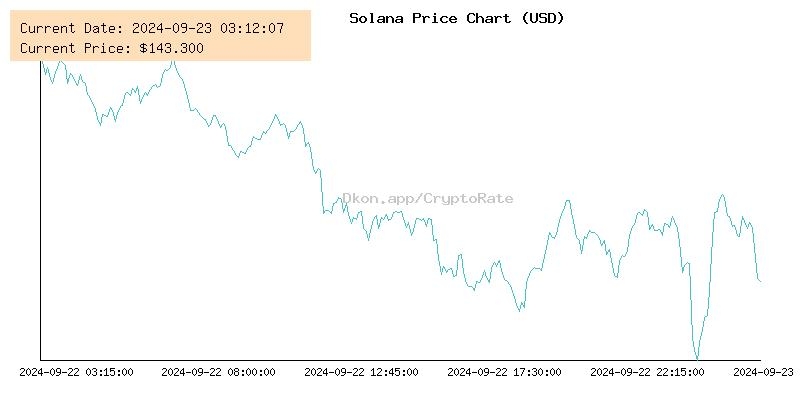 Solana Price Chart (USD)
Current Date: 2024-09-23 03:12:07
Current Price: $143.300
Dkon.app/CryptoRate
2024-09-22 03:15:00 2024-09-22 08:00:00 2024-09-22 12:45:00 2024-09-22 17:30:00 2024-09-22 22:15:00 2024-09-23